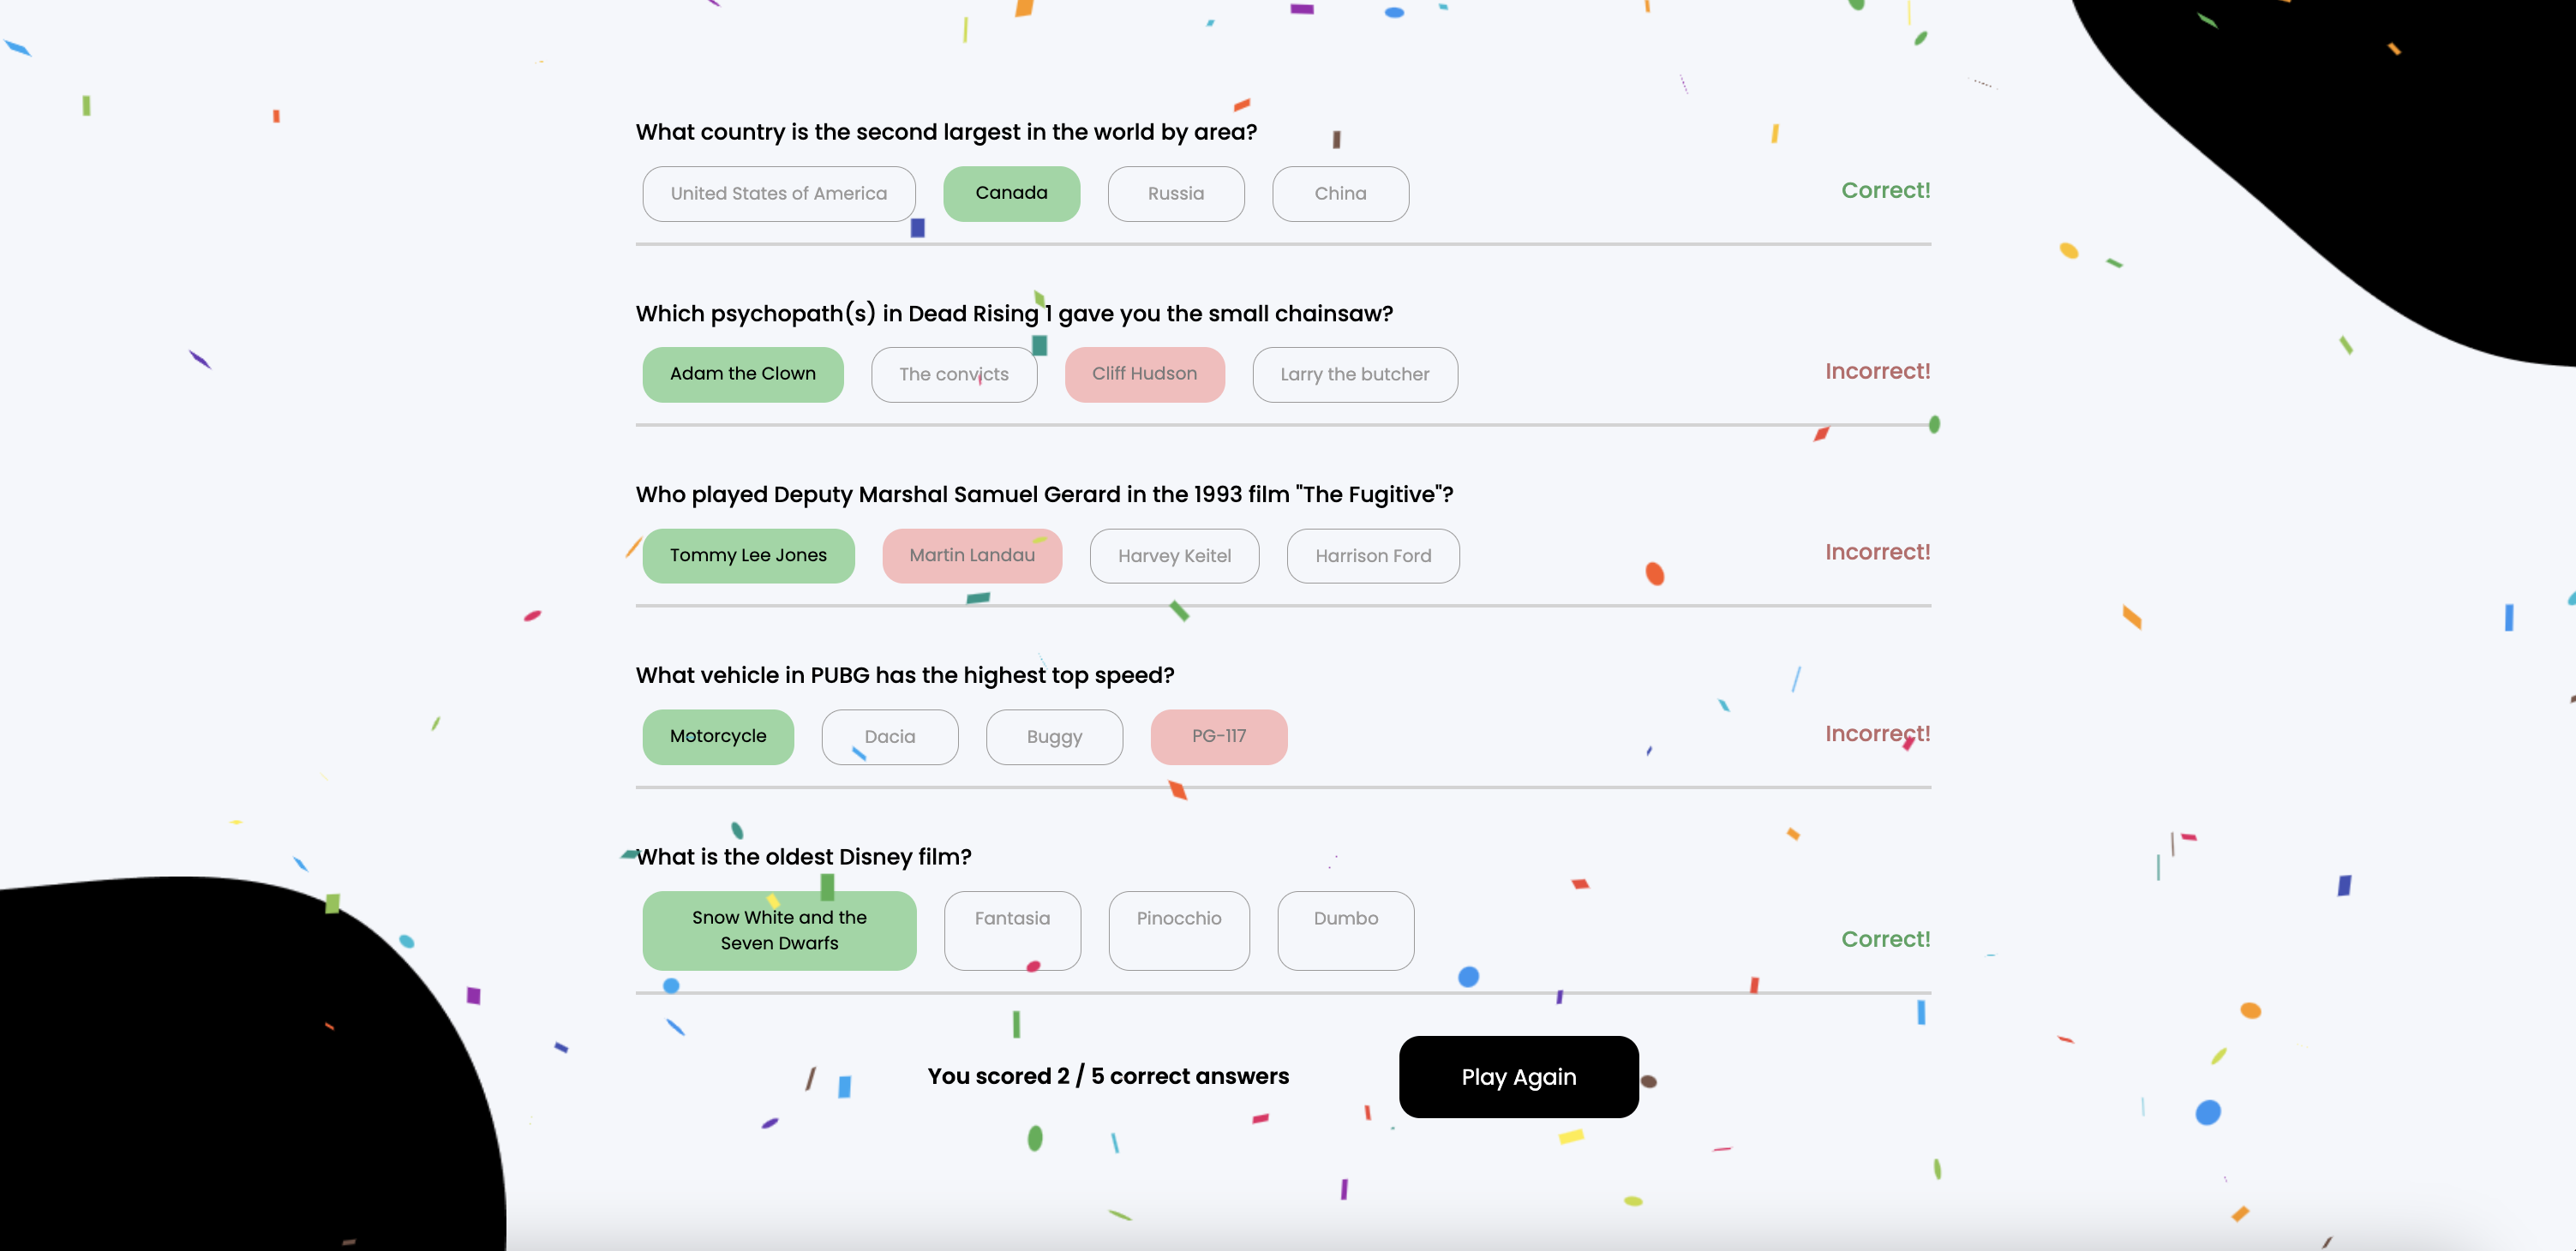 What country is the second largest in the world by area?
United States of America Canada Russia China Correct!
Which psychopath(s) in Dead Rising 1 gave you the small chainsaw?
Adam the Clown The convicts Cliff Hudson Larry the butcher Incorrect!
Who played Deputy Marshal Samuel Gerard in the 1993 film "The Fugitive"?
Tommy Lee Jones Martin Landau Harvey Keitel Harrison Ford Incorrect!
What vehicle in PUBG has the highest top speed?
Motorcycle Dacia Buggy PG-117 Incorrect!
What is the oldest Disney film?
Snow White and the Fantasia Pinocchio Dumbo
Seven Dwarfs Correct!
You scored 2 / 5 correct answers Play Again